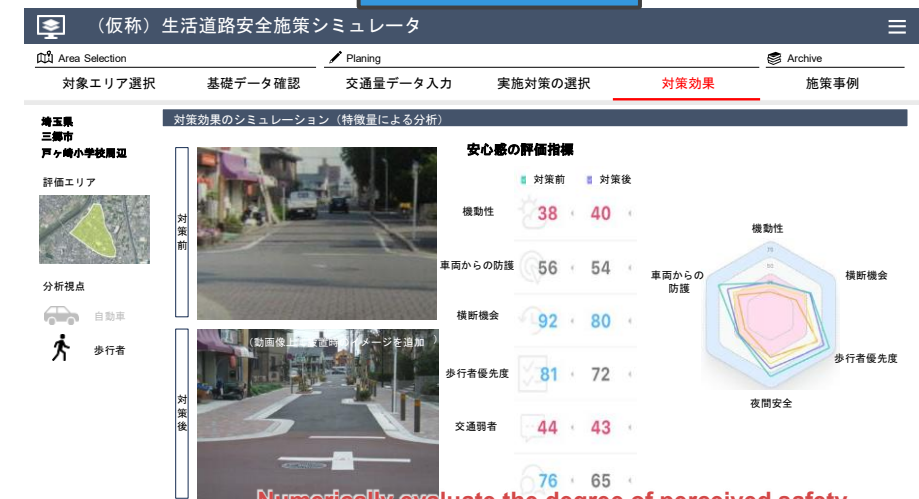 （仮称）生活道路安全施策シミュレータ
Area Selection
Planing
Archive
対象エリア選択
基礎データ確認
交通量データ入力
実施対策の選択
対策効果
施策事例
埼玉県
三郷市
戸ヶ崎小学校周辺
評価エリア
分析視点
自動車
歩行者
対策効果のシミュレーション（特徴量による分析）
対策前
対策後
安心感の評価指標
対策前 対策後
機動性 38 40
車両からの防護 56 54
横断機会 92 80
歩行者優先度 81 72
交通弱者 44 43
76 65
機動性
横断機会
歩行者優先度
夜間安全
車両からの
防護
Numerically evaluate the degree of perceived safety